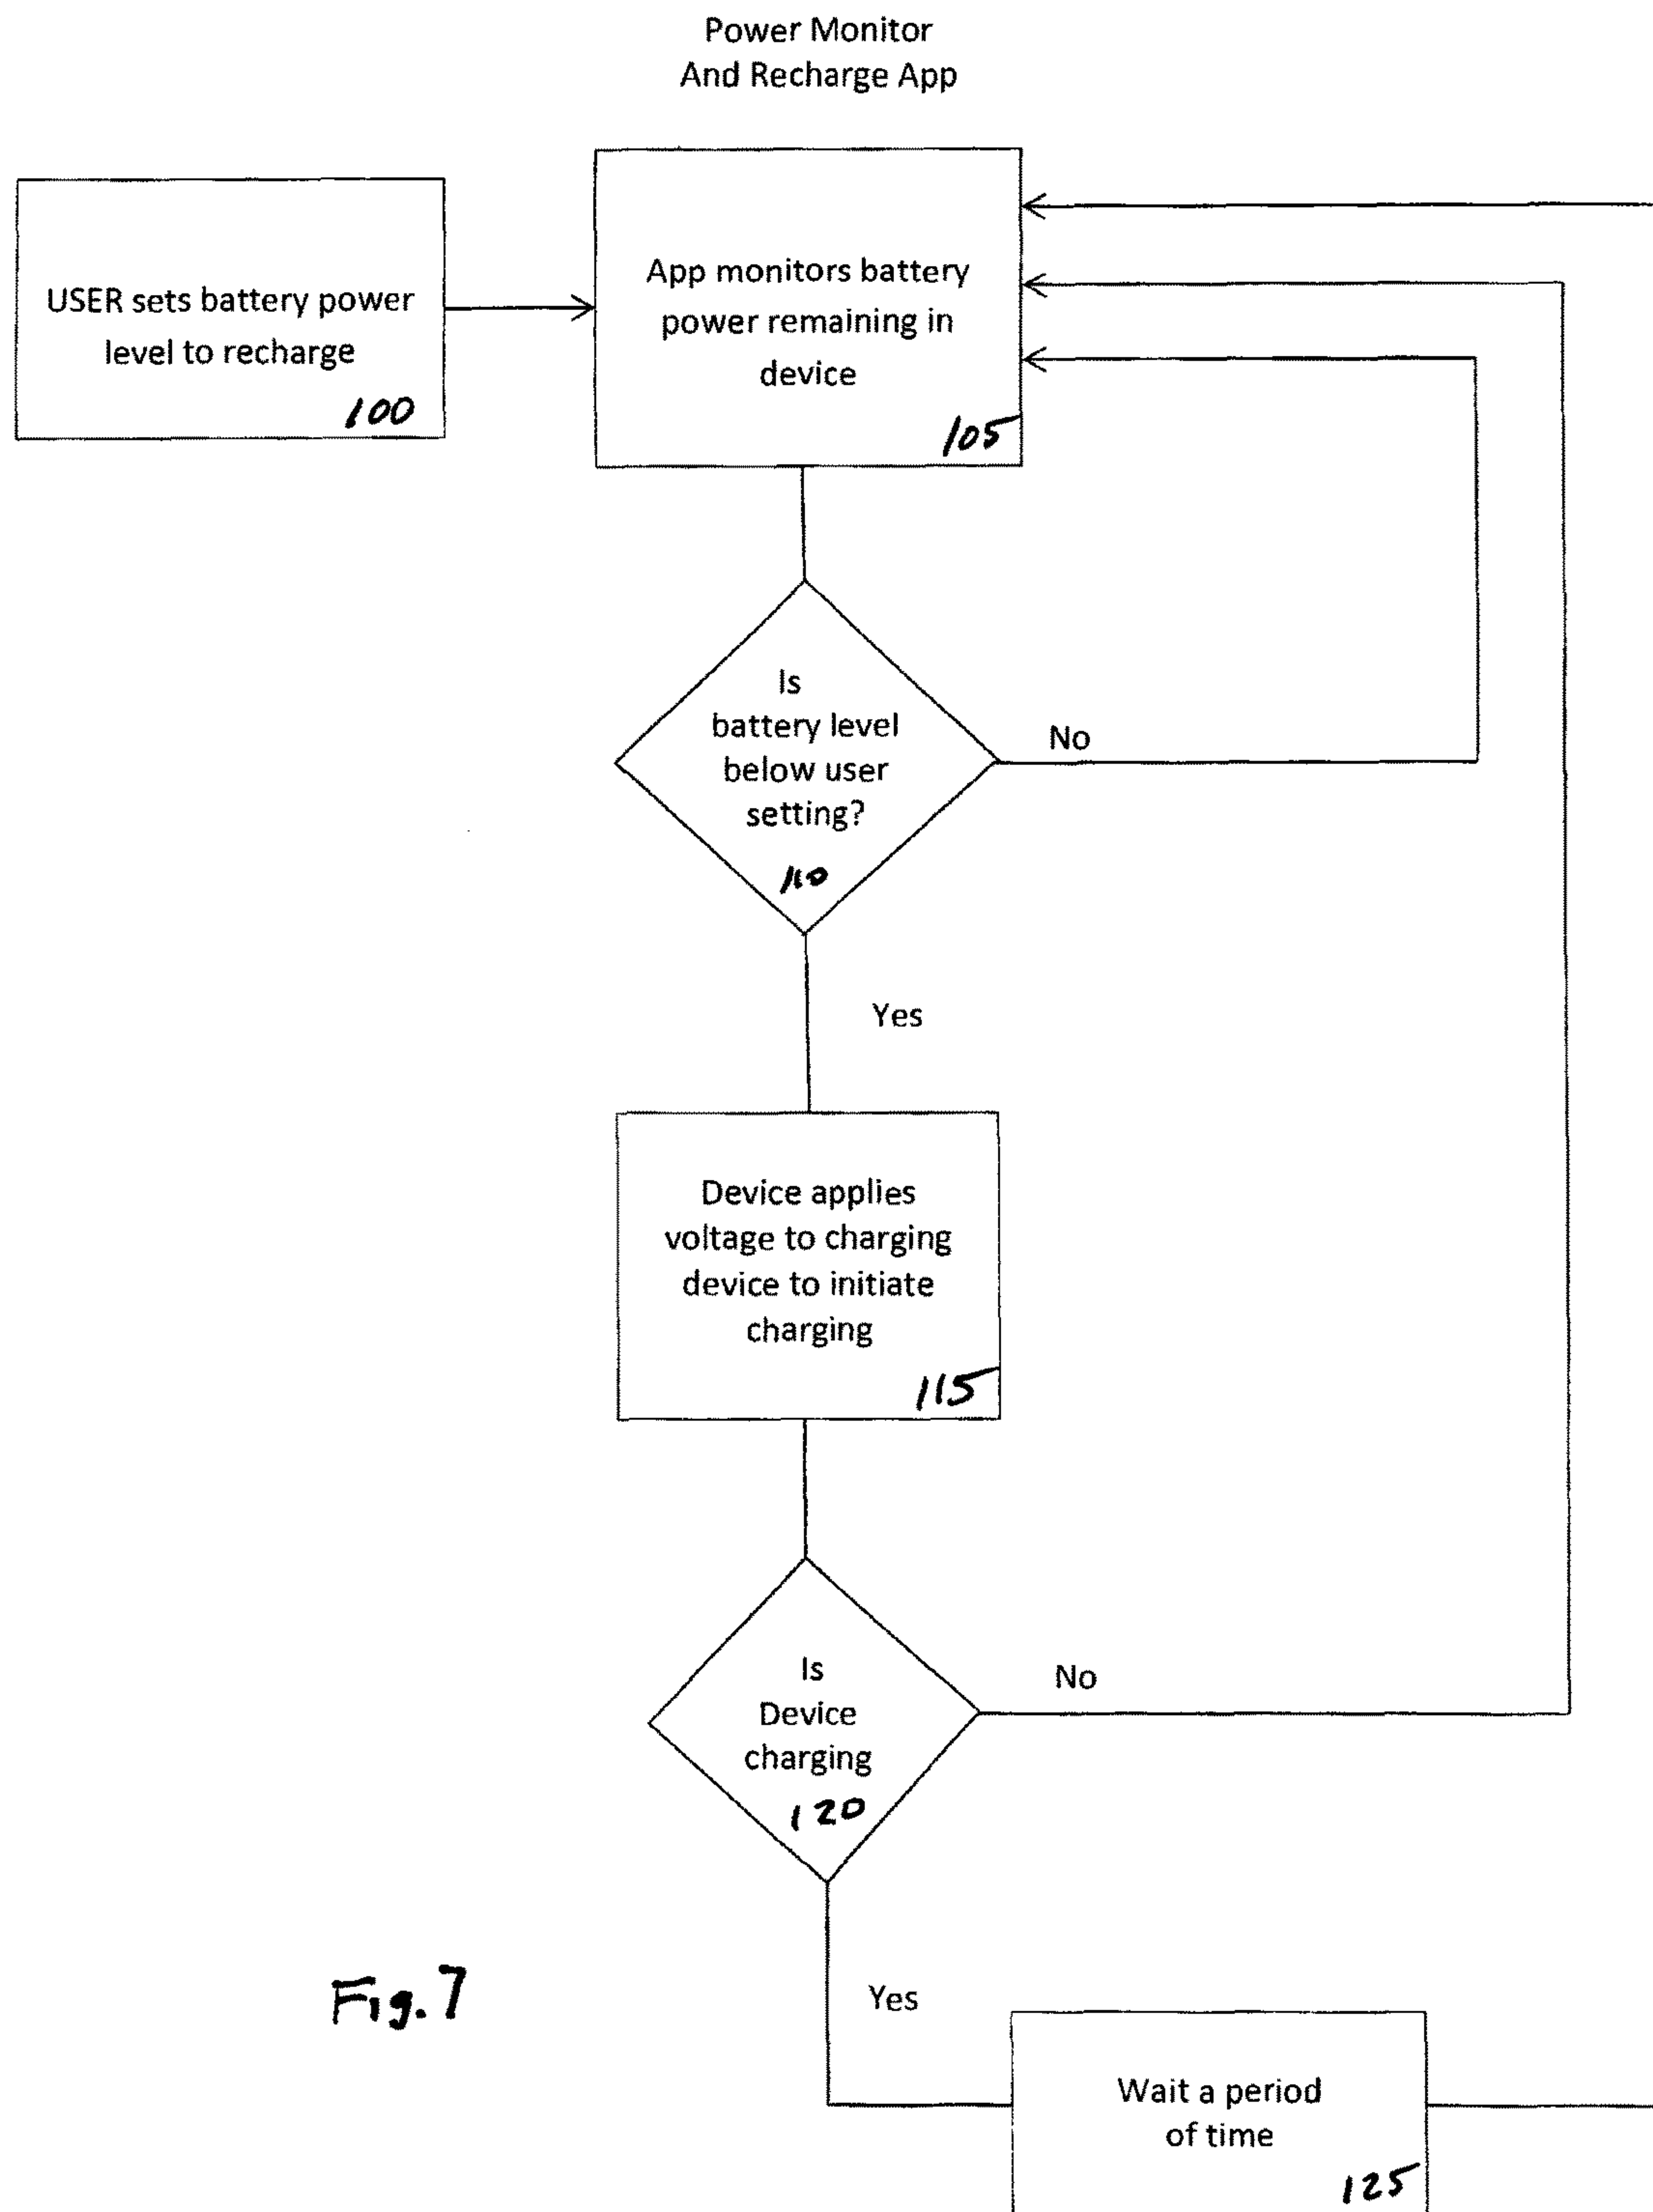 Power Monitor
And Recharge App
USER sets battery power
level to recharge
100
App monitors battery
power remaining in
device
105
Is
battery level
below user
setting?
110
No
Yes
Device applies
voltage to charging
device to initiate
charging
115
Is
Device
charging
120
No
Yes
Wait a period
of time
125
Fig. 7